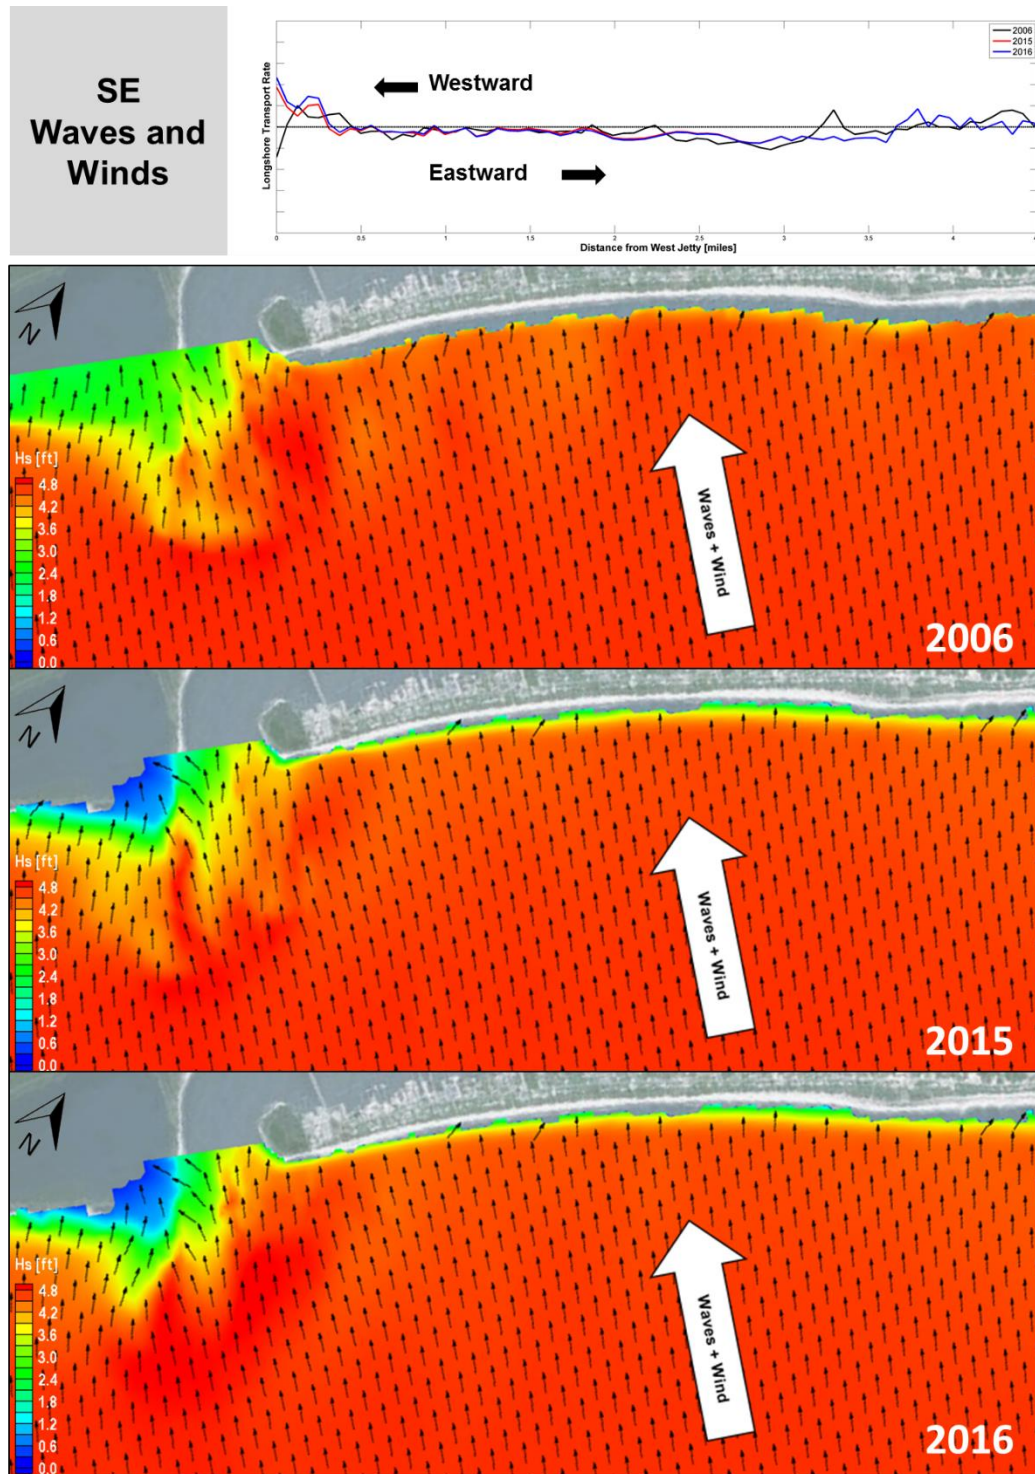 SE
Waves and
Winds
Longshore Transport Rate
Westward
Eastward
2006
2015
2016
0
0.5
1
1.5
2
2.5
3
3.5
4
Distance from West Jetty [miles]
N
Hs [ft]
4.8
4.2
3.6
3.0
2.4
1.8
1.2
0.6
0.0
Waves + Wind
2006
N
Hs [ft]
4.8
4.2
3.6
3.0
2.4
1.8
1.2
0.6
0.0
Waves + Wind
2015
N
Hs [ft]
4.8
4.2
3.6
3.0
2.4
1.8
1.2
0.6
0.0
Waves + Wind
2016